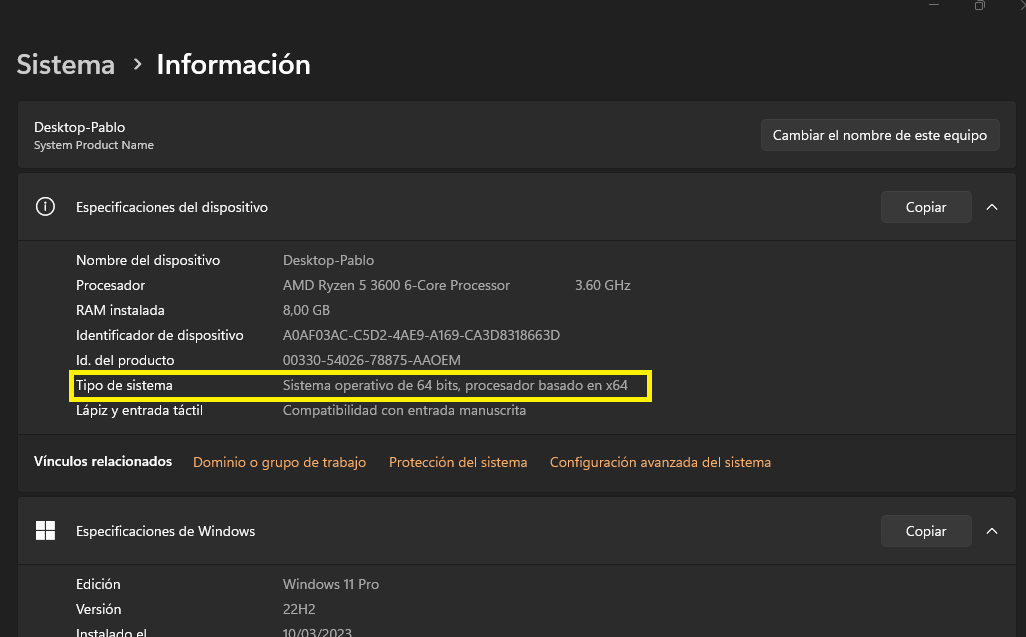 Sistema > Información
Desktop-Pablo
System Product Name
Cambiar el nombre de este equipo
Especificaciones del dispositivo
Copiar
Nombre del dispositivo Desktop-Pablo
Procesador AMD Ryzen 5 3600 6-Core Processor 3.60 GHz
RAM instalada 8,00 GB
Identificador de dispositivo A0AF03AC-C5D2-4AE9-A169-CA3D8318663D
Id. del producto 00330-54026-78875-AAOEM
Tipo de sistema Sistema operativo de 64 bits, procesador basado en x64
Lápiz y entrada táctil Compatibilidad con entrada manuscrita
Vínculos relacionados Dominio o grupo de trabajo Protección del sistema Configuración avanzada del sistema
Especificaciones de Windows
Copiar
Edición Windows 11 Pro
Versión 22H2
Instalado el 10/03/2023